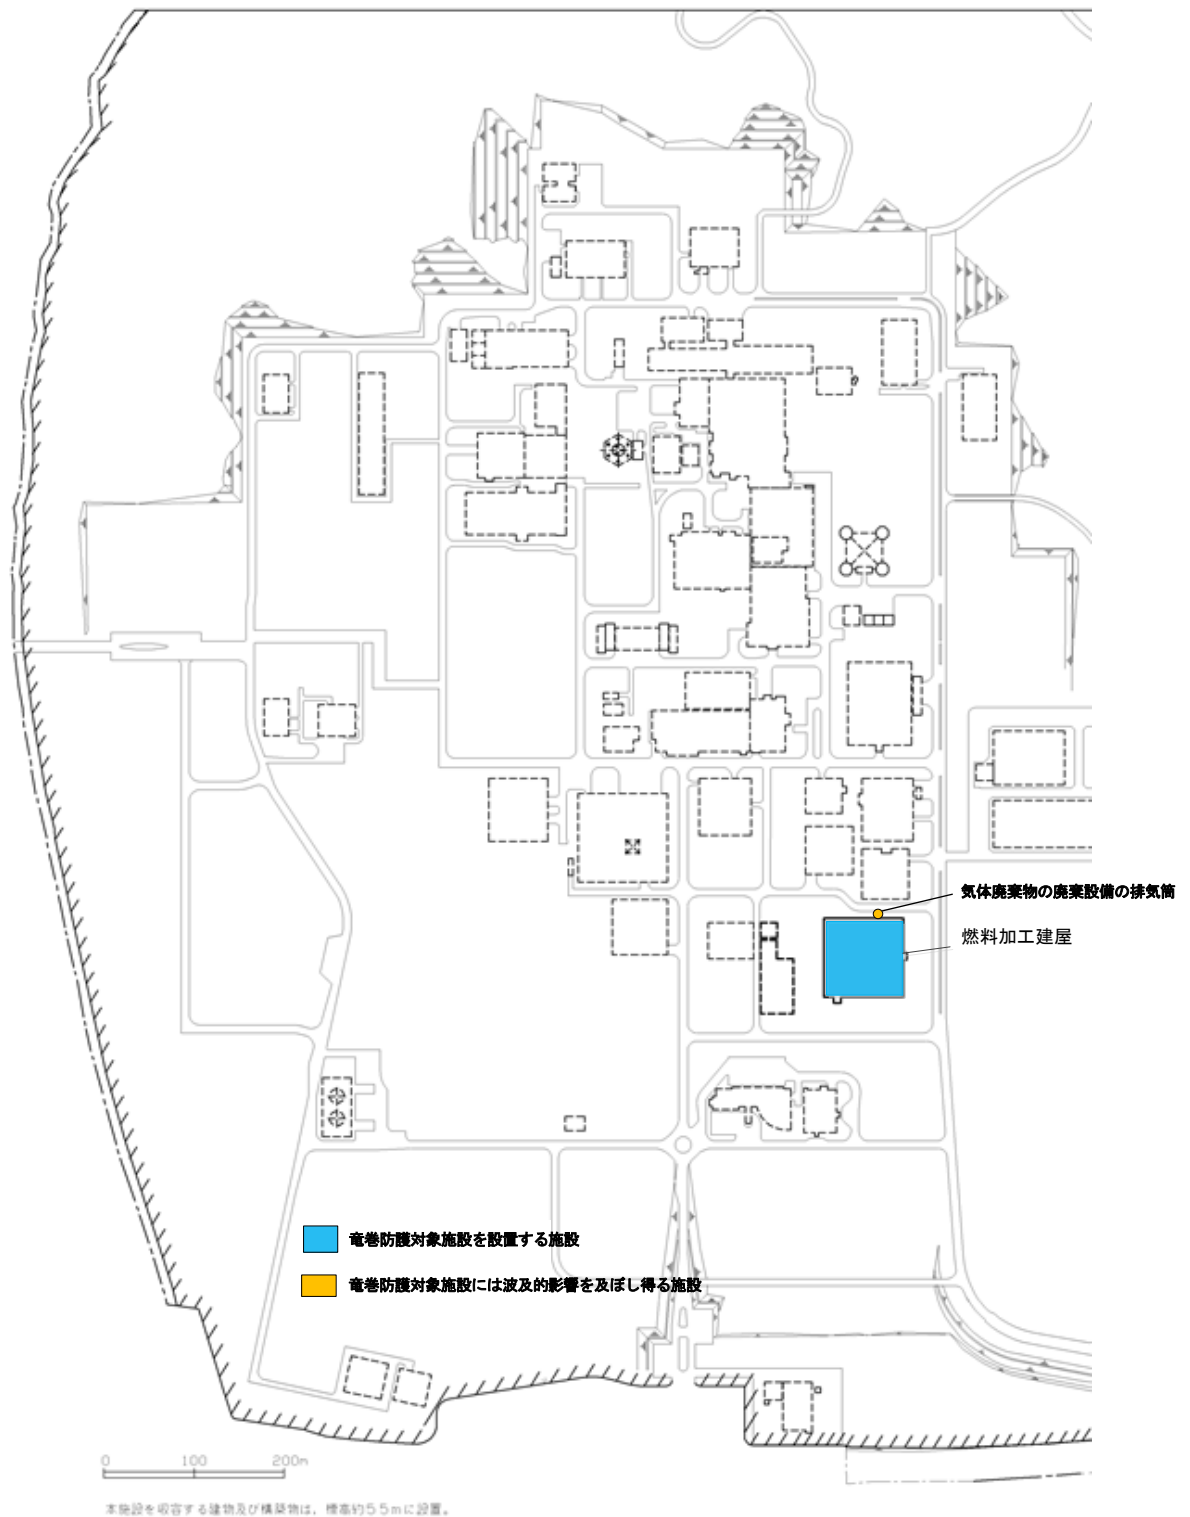 気体廃棄物の廃棄設備の排気筒
燃料加工建屋
竜巻防護対象施設を設置する施設
竜巻防護対象施設には波及的影響を及ぼし得る施設
0 100 200m
本施設を収容する建物及び構築物は,標高約55mに設置。